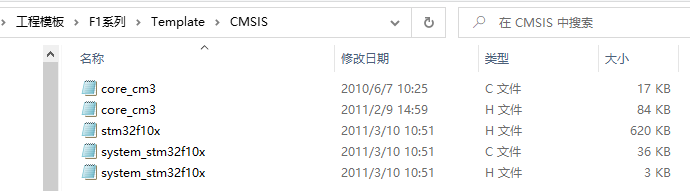 工程模板 F1系列 Template CMSIS 在 CMSIS 中搜索
名称 修改日期 类型 大小
core_cm3 2010/6/7 10:25 C 文件 17 KB
core_cm3 2011/2/9 14:59 H 文件 84 KB
stm32f10x 2011/3/10 10:51 H 文件 620 KB
system_stm32f10x 2011/3/10 10:51 C 文件 36 KB
system_stm32f10x 2011/3/10 10:51 H 文件 3 KB